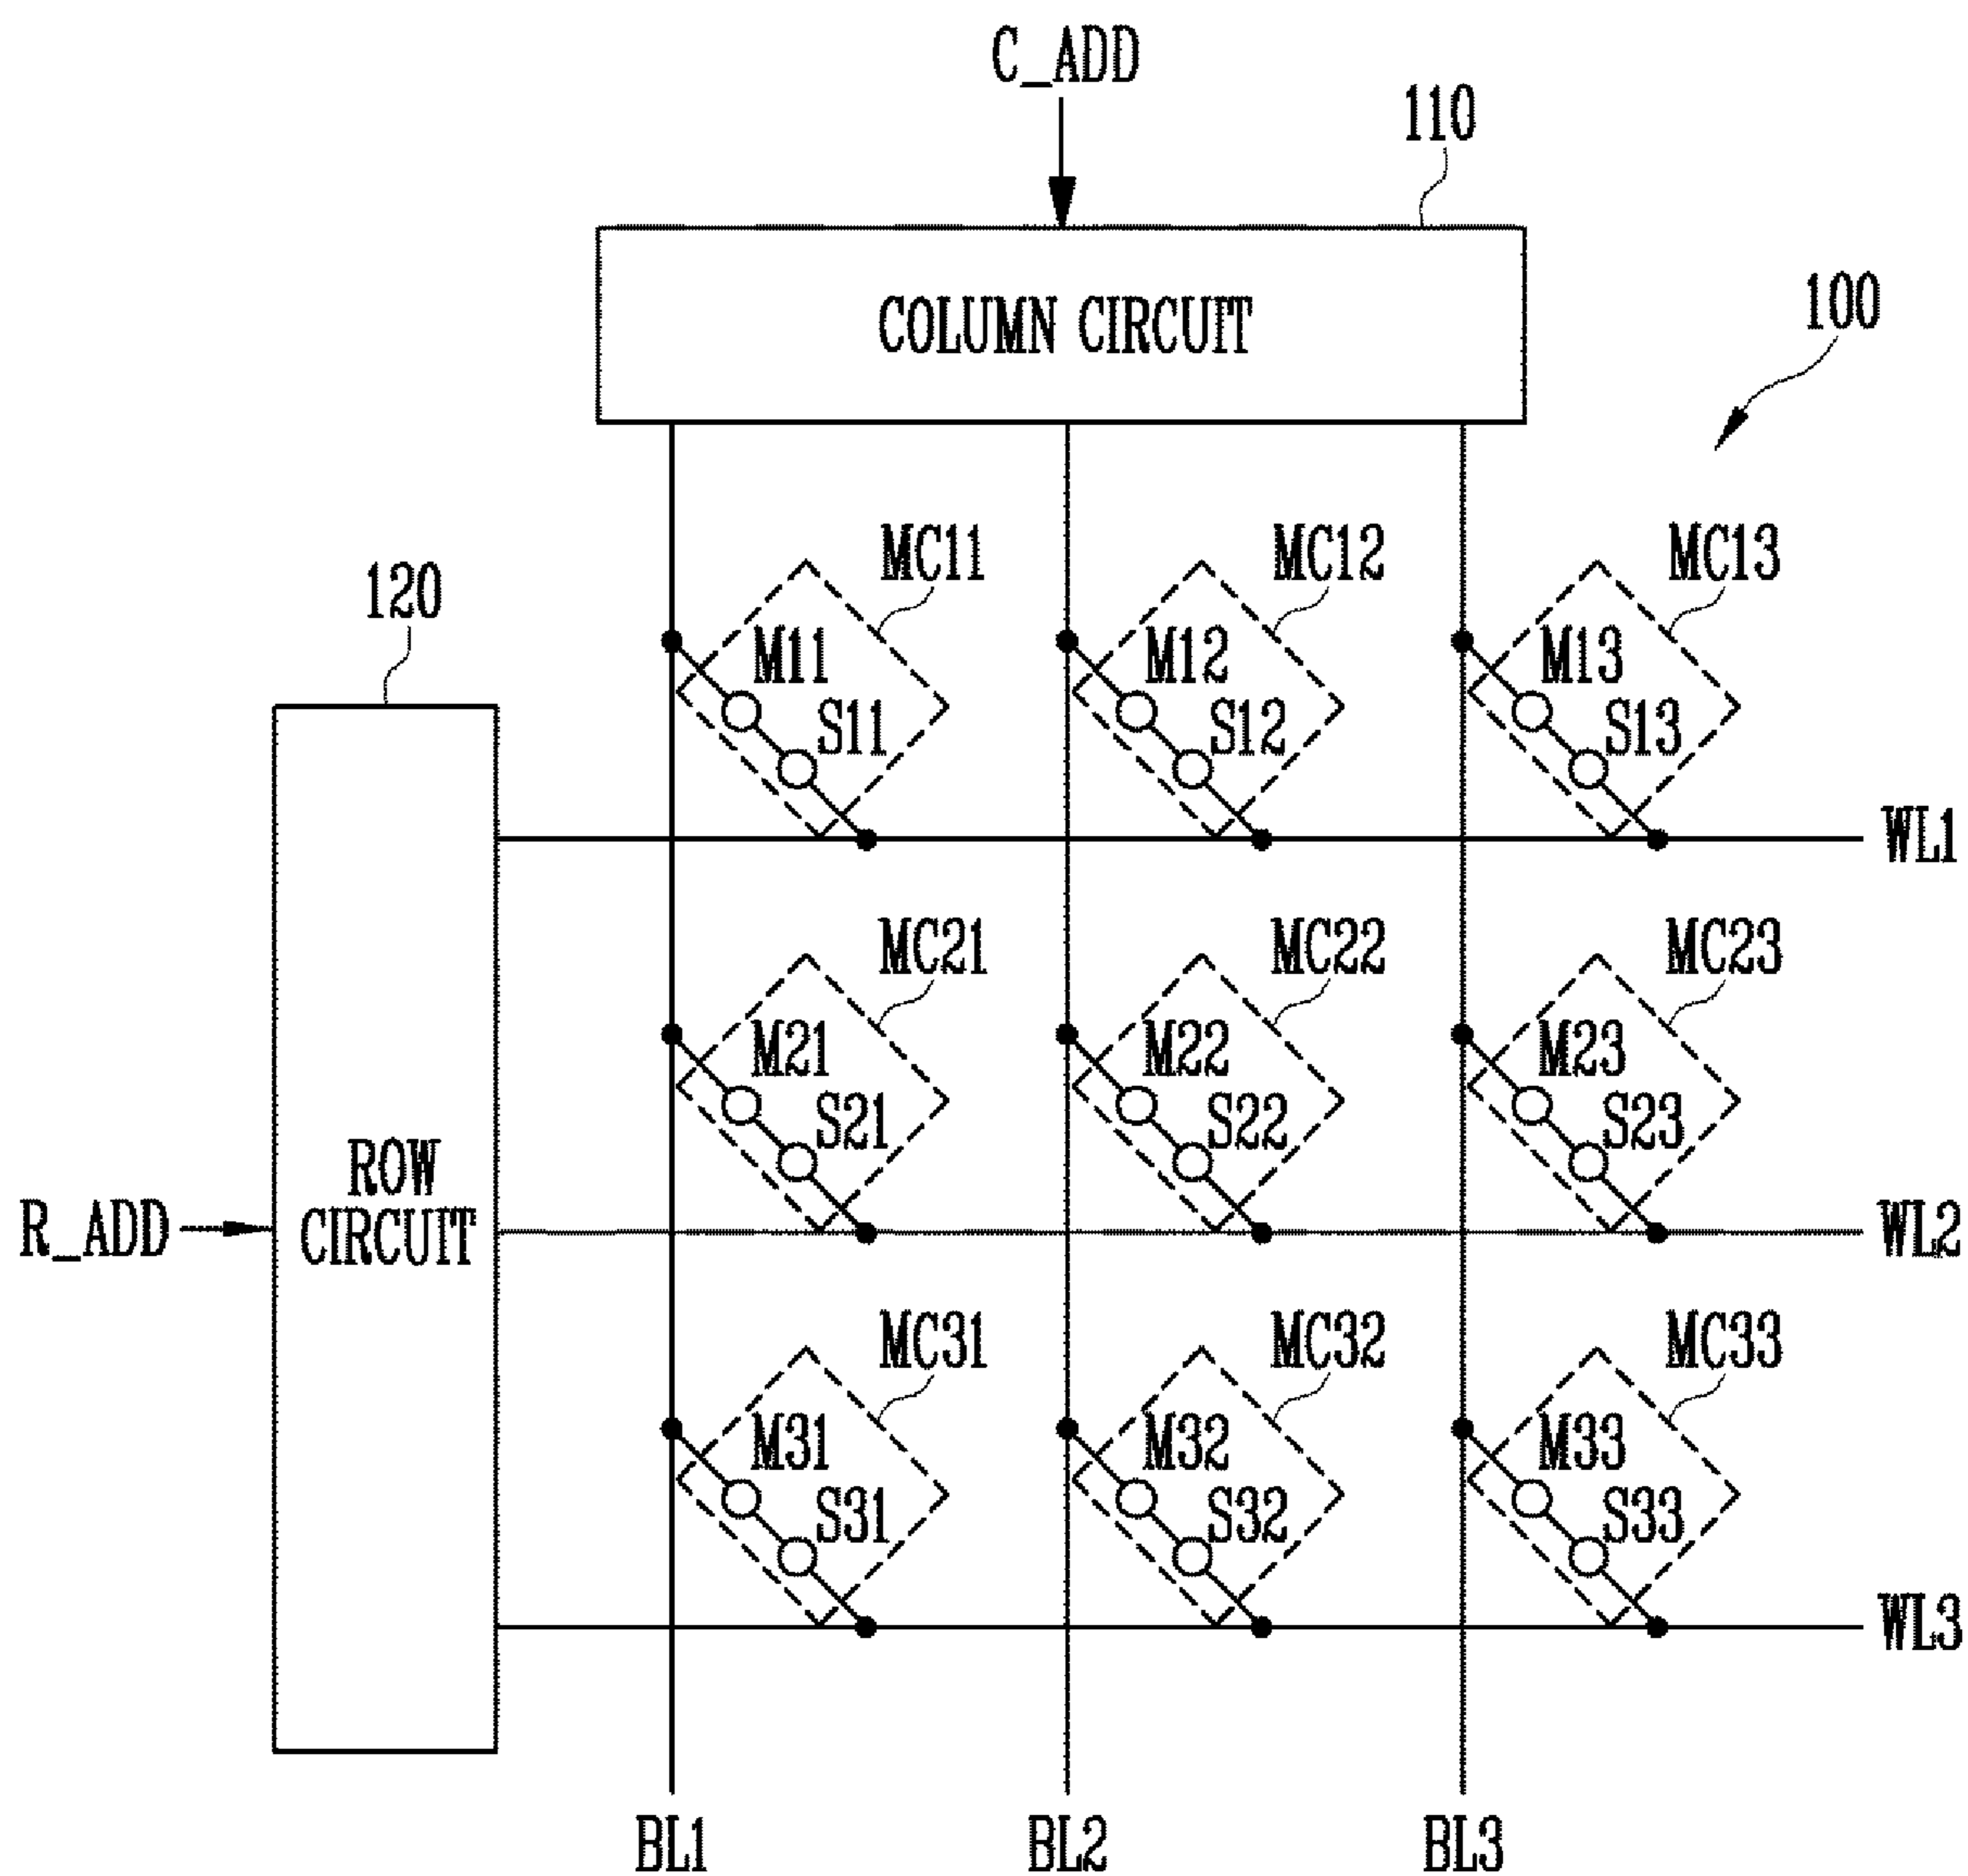 C_ADD
110
COLUMN CIRCUIT
100
MC11
MC12
MC13
120
M11
M12
M13
S11
S12
S13
WL1
MC21
MC22
MC23
M21
M22
M23
S21
S22
S23
ROW
CIRCUIT
R_ADD
WL2
MC31
MC32
MC33
M31
M32
M33
S31
S32
S33
WL3
BL1
BL2
BL3